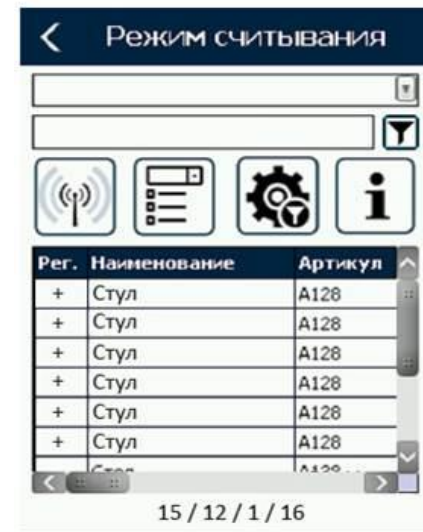 Режим считывания
Рег. Наименование Артикул
+ Стул A128
+ Стул A128
+ Стул A128
+ Стул A128
+ Стул A128
+ Стул A128
15 / 12 / 1 / 16